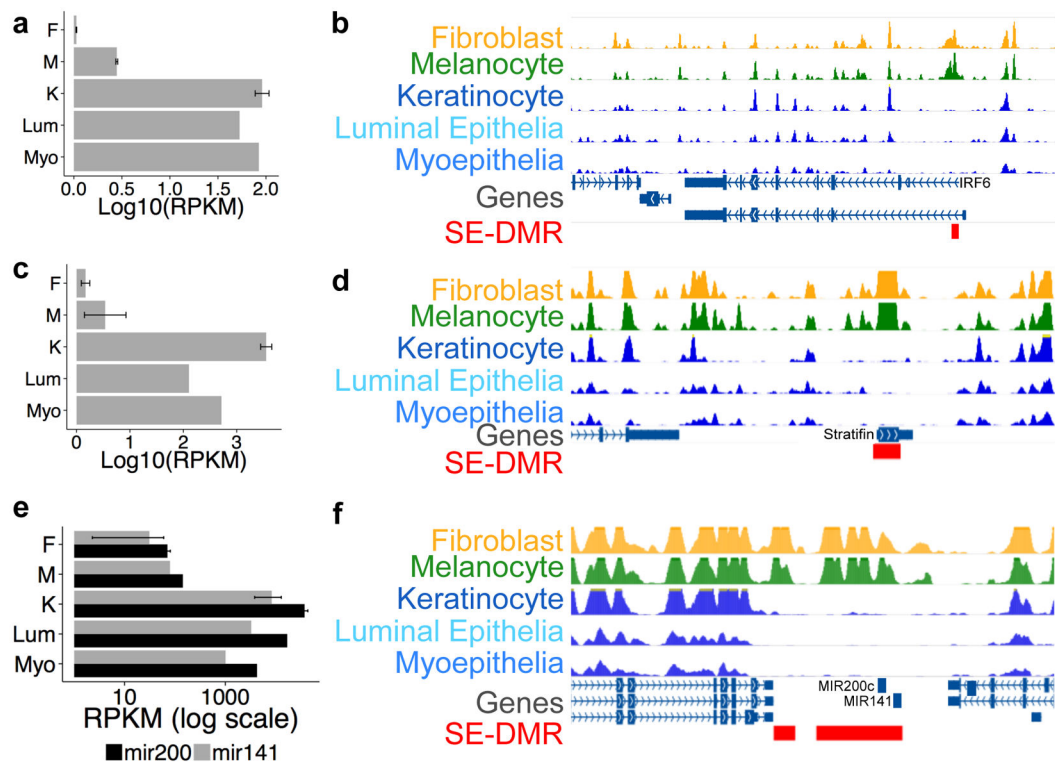 a
F
M
K
Lum
Myo
0.0 0.5 1.0 1.5 2.0
Log10(RPKM)
b
Fibroblast
Melanocyte
Keratinocyte
Luminal Epithelia
Myoepithelia
Genes
IRF6
SE-DMR
c
F
M
K
Lum
Myo
0 1 2 3
Log10(RPKM)
d
Fibroblast
Melanocyte
Keratinocyte
Luminal Epithelia
Myoepithelia
Genes
Stratifin
SE-DMR
e
F
M
K
Lum
Myo
10 1000
RPKM (log scale)
mir200 mir141
f
Fibroblast
Melanocyte
Keratinocyte
Luminal Epithelia
Myoepithelia
Genes
MIR200c
MIR141
SE-DMR